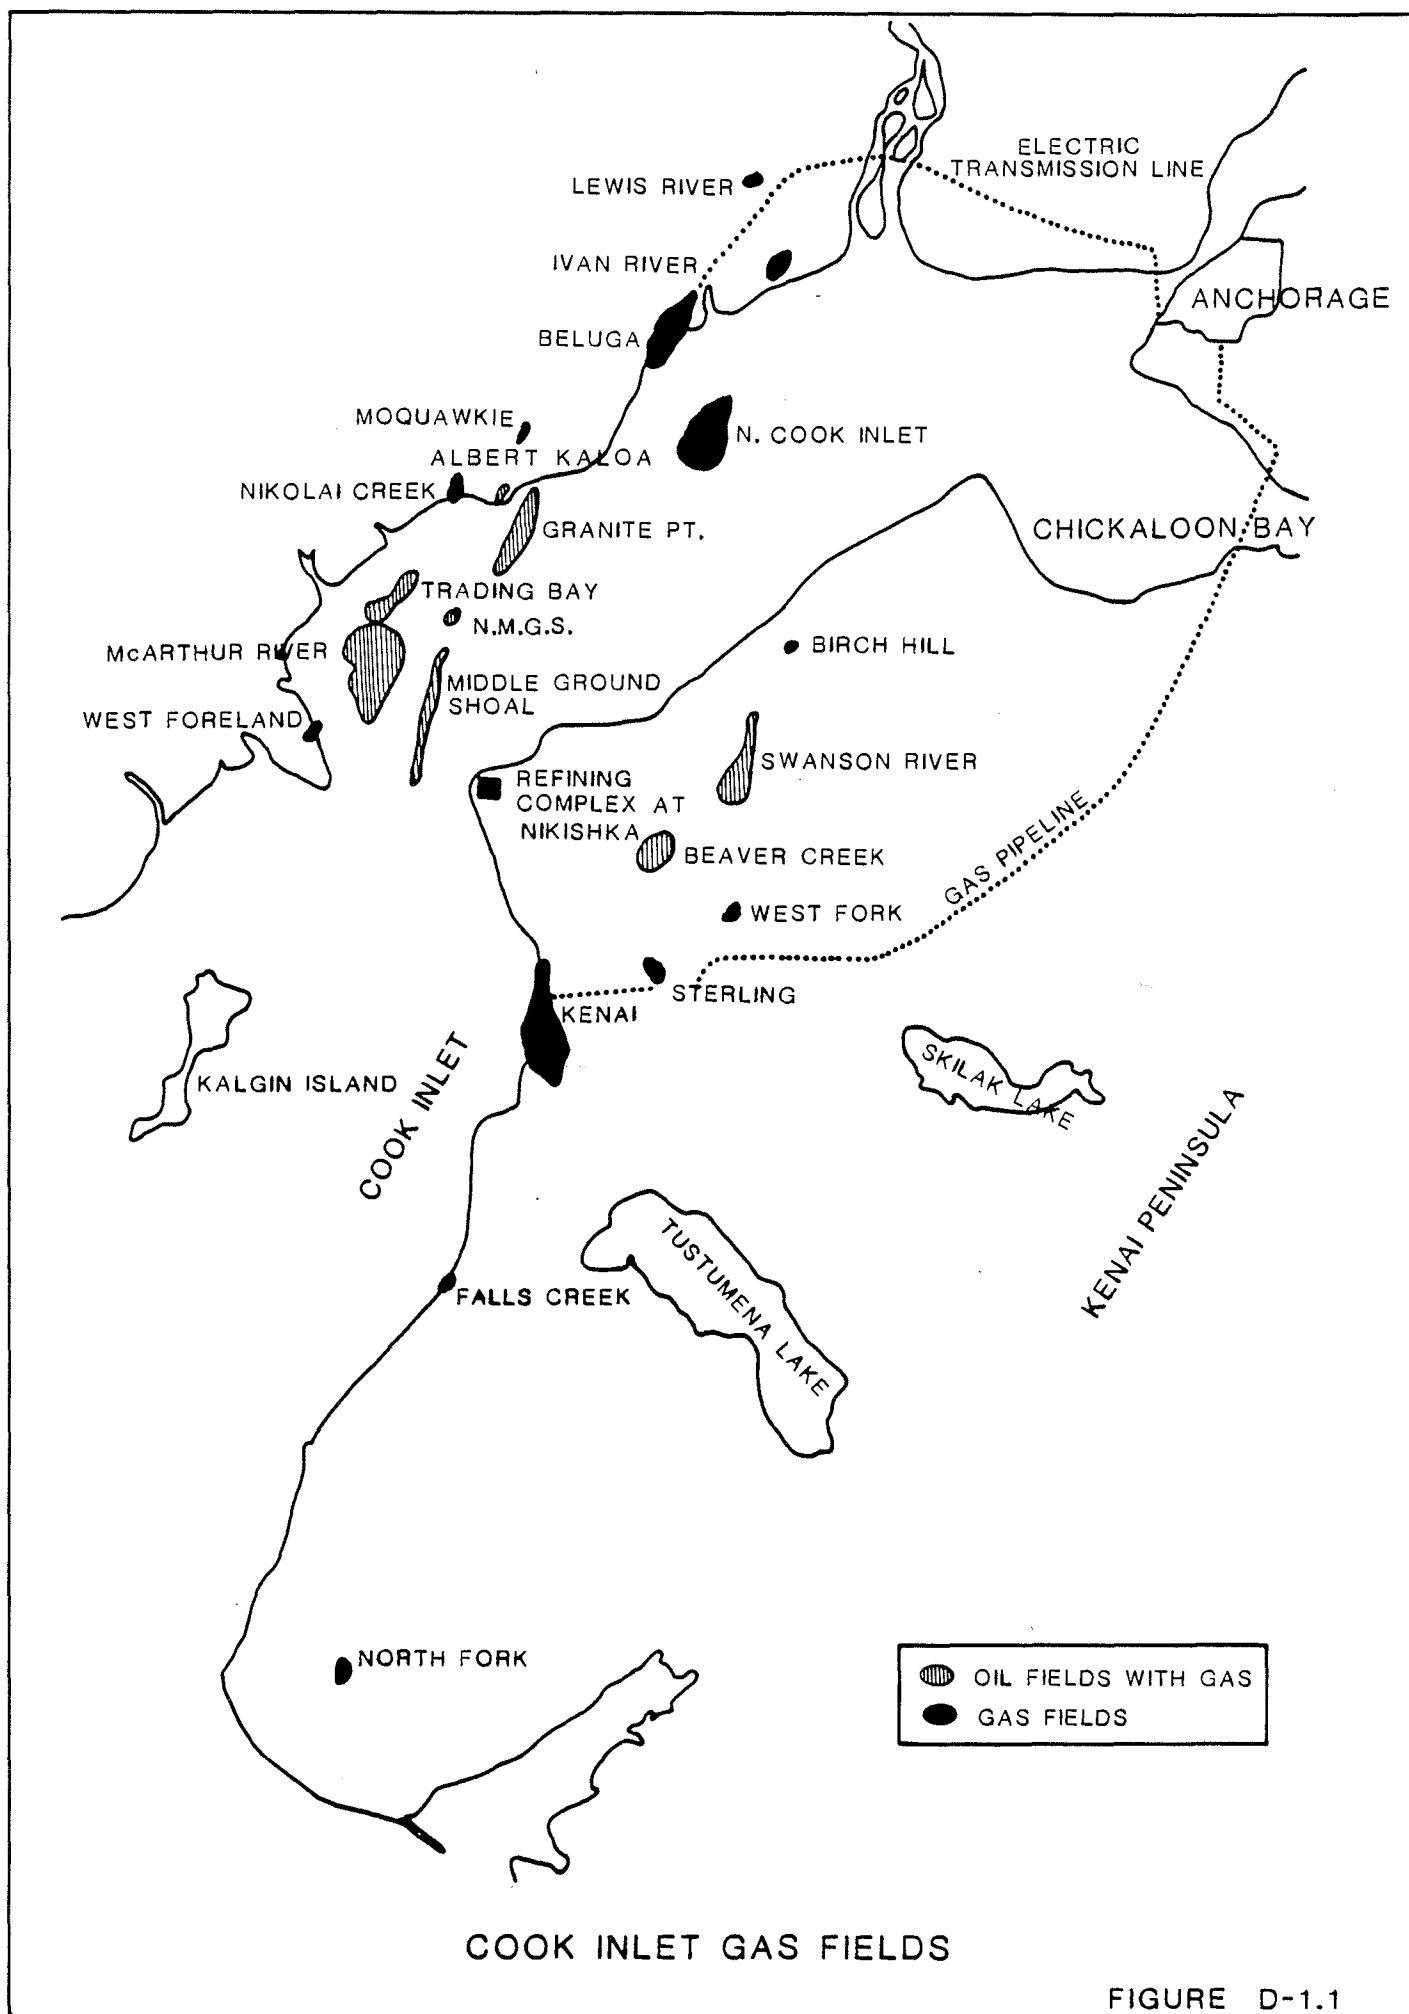 ELECTRIC
TRANSMISSION LINE
LEWIS RIVER
IVAN RIVER
ANCHORAGE
BELUGA
MOQUAWKIE
N. COOK INLET
ALBERT KALOA
NIKOLAI CREEK
GRANITE PT.
CHICKALOON BAY
TRADING BAY
N.M.G.S.
McARTHUR RIVER
BIRCH HILL
MIDDLE GROUND
SHOAL
WEST FORELAND
SWANSON RIVER
REFINING
COMPLEX AT
NIKISHKA
BEAVER CREEK
GAS PIPELINE
WEST FORK
STERLING
KENAI
SKILAK LAKE
KALGIN ISLAND
COOK INLET
KENAI PENINSULA
TUSTUMENA LAKE
FALLS CREEK
NORTH FORK
OIL FIELDS WITH GAS
GAS FIELDS
COOK INLET GAS FIELDS
FIGURE D-1.1